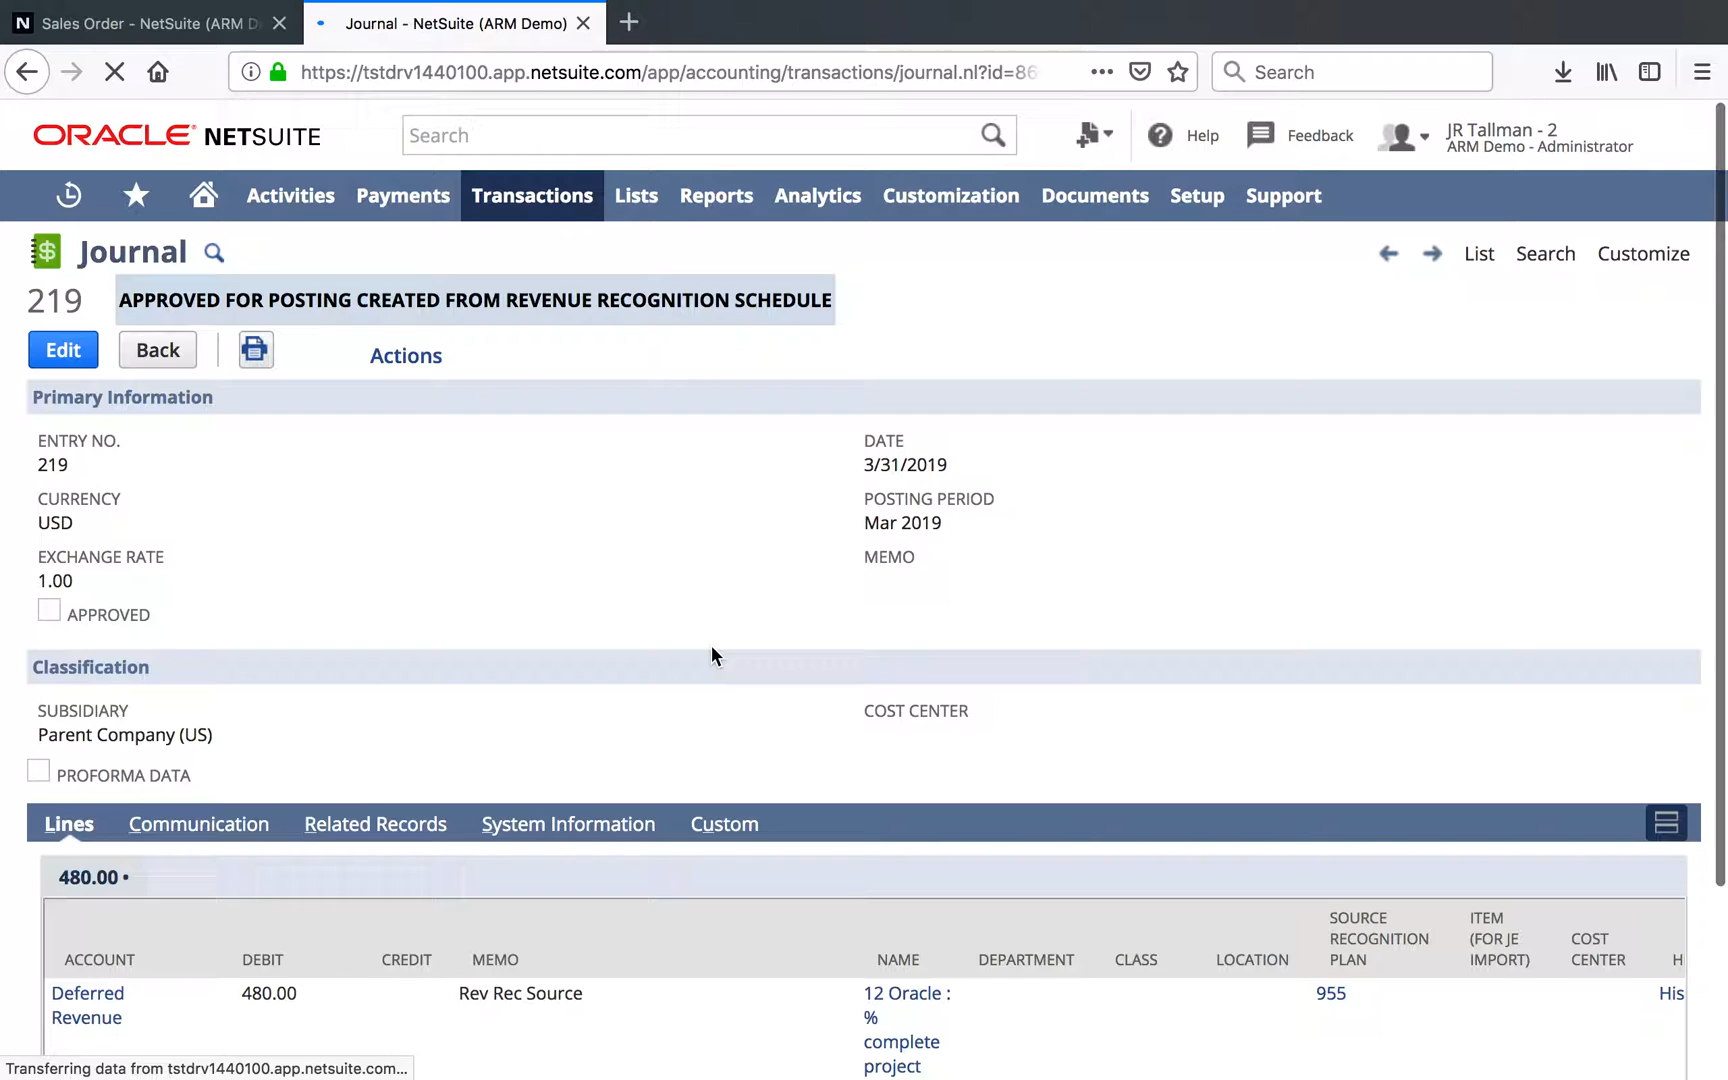 N Sales Order - NetSuite (ARM D
Journal - NetSuite (ARM Demo)
https://tstdrv1440100.app.netsuite.com/app/accounting/transactions/journal.nl?id=86
Search
ORACLE NETSUITE
Search
Help
Feedback
JR Tallman - 2
ARM Demo - Administrator
Activities Payments Transactions Lists Reports Analytics Customization Documents Setup Support
$ Journal
List Search Customize
219 APPROVED FOR POSTING CREATED FROM REVENUE RECOGNITION SCHEDULE
Edit Back Actions
Primary Information
ENTRY NO.
219
DATE
3/31/2019
CURRENCY
USD
POSTING PERIOD
Mar 2019
EXCHANGE RATE
1.00
MEMO
APPROVED
Classification
SUBSIDIARY
Parent Company (US)
COST CENTER
PROFORMA DATA
Lines Communication Related Records System Information Custom
480.00 •
ACCOUNT DEBIT CREDIT MEMO NAME DEPARTMENT CLASS LOCATION SOURCE RECOGNITION PLAN ITEM (FOR JE IMPORT) COST CENTER H
Deferred Revenue 480.00 Rev Rec Source 12 Oracle : % complete project 955 His
Transferring data from tstdrv1440100.app.netsuite.com...